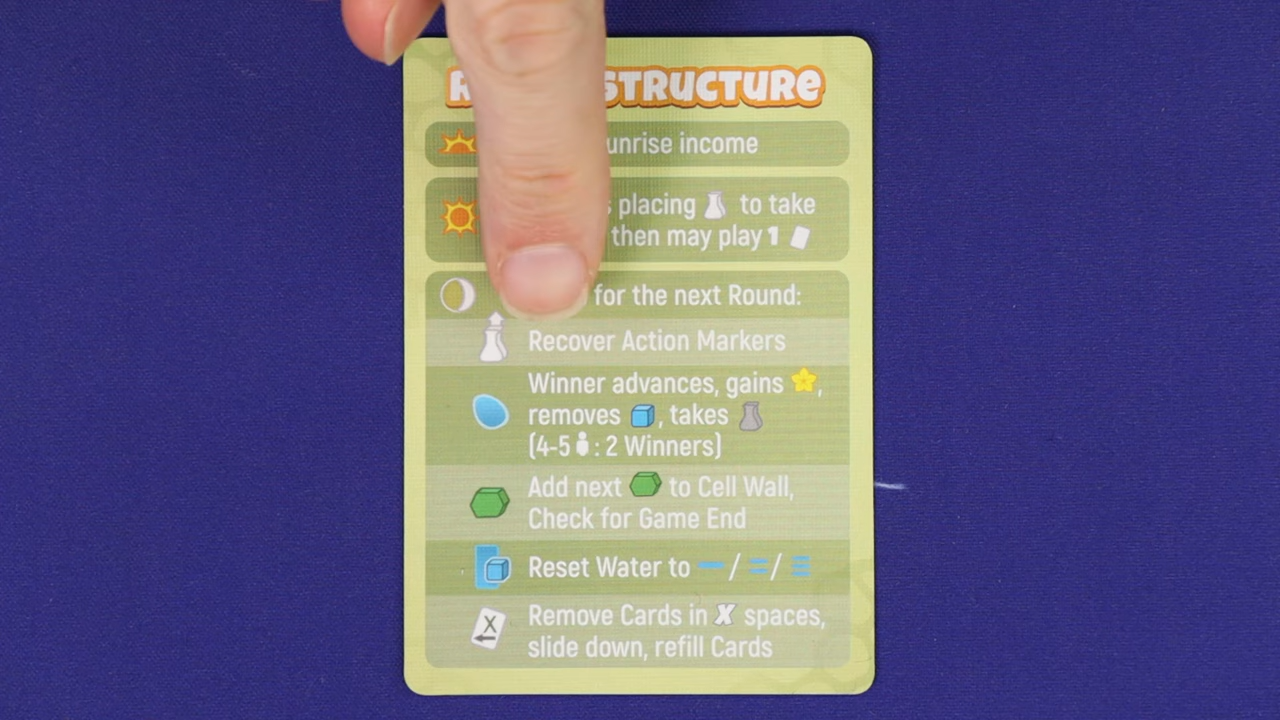 STRUCTURE
income
placing to take
then may play 1
for the next Round:
Recover Action Markers
Winner advances, gains ,
removes , takes
(4-5 : 2 Winners)
Add next to Cell Wall,
Check for Game End
Reset Water to / /
X Remove Cards in X spaces,
slide down, refill Cards